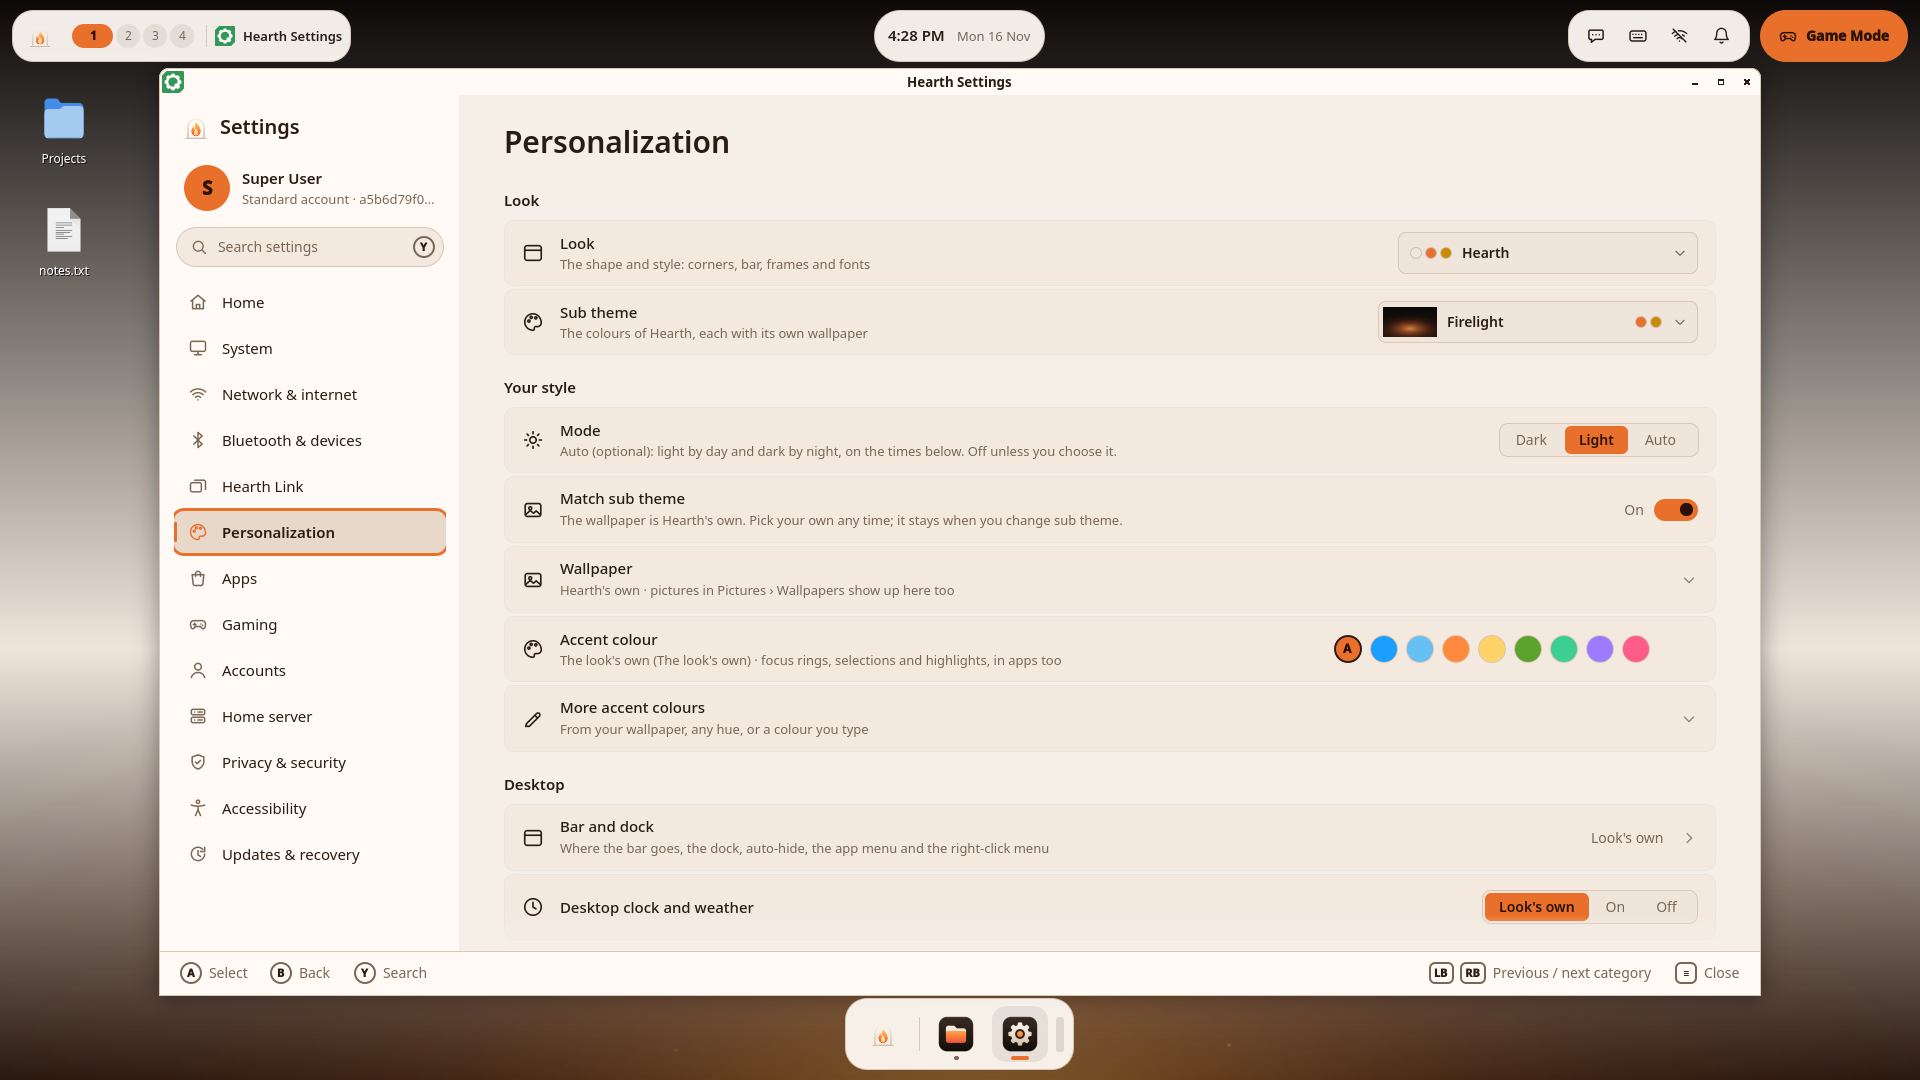 1 2 3 4 Hearth Settings
4:28 PM Mon 16 Nov
Game Mode
Projects
notes.txt
Hearth Settings
Settings
S
Super User
Standard account · a5b6d79f0...
Search settings Y
Home
System
Network & internet
Bluetooth & devices
Hearth Link
Personalization
Apps
Gaming
Accounts
Home server
Privacy & security
Accessibility
Updates & recovery
Personalization
Look
Look
The shape and style: corners, bar, frames and fonts
Hearth
Sub theme
The colours of Hearth, each with its own wallpaper
Firelight
Your style
Mode
Auto (optional): light by day and dark by night, on the times below. Off unless you choose it.
Dark Light Auto
Match sub theme
The wallpaper is Hearth's own. Pick your own any time; it stays when you change sub theme.
On
Wallpaper
Hearth's own · pictures in Pictures › Wallpapers show up here too
Accent colour
The look's own (The look's own) · focus rings, selections and highlights, in apps too
A
More accent colours
From your wallpaper, any hue, or a colour you type
Desktop
Bar and dock
Where the bar goes, the dock, auto-hide, the app menu and the right-click menu
Look's own
Desktop clock and weather
Look's own On Off
A Select B Back Y Search
LB RB Previous / next category ≡ Close